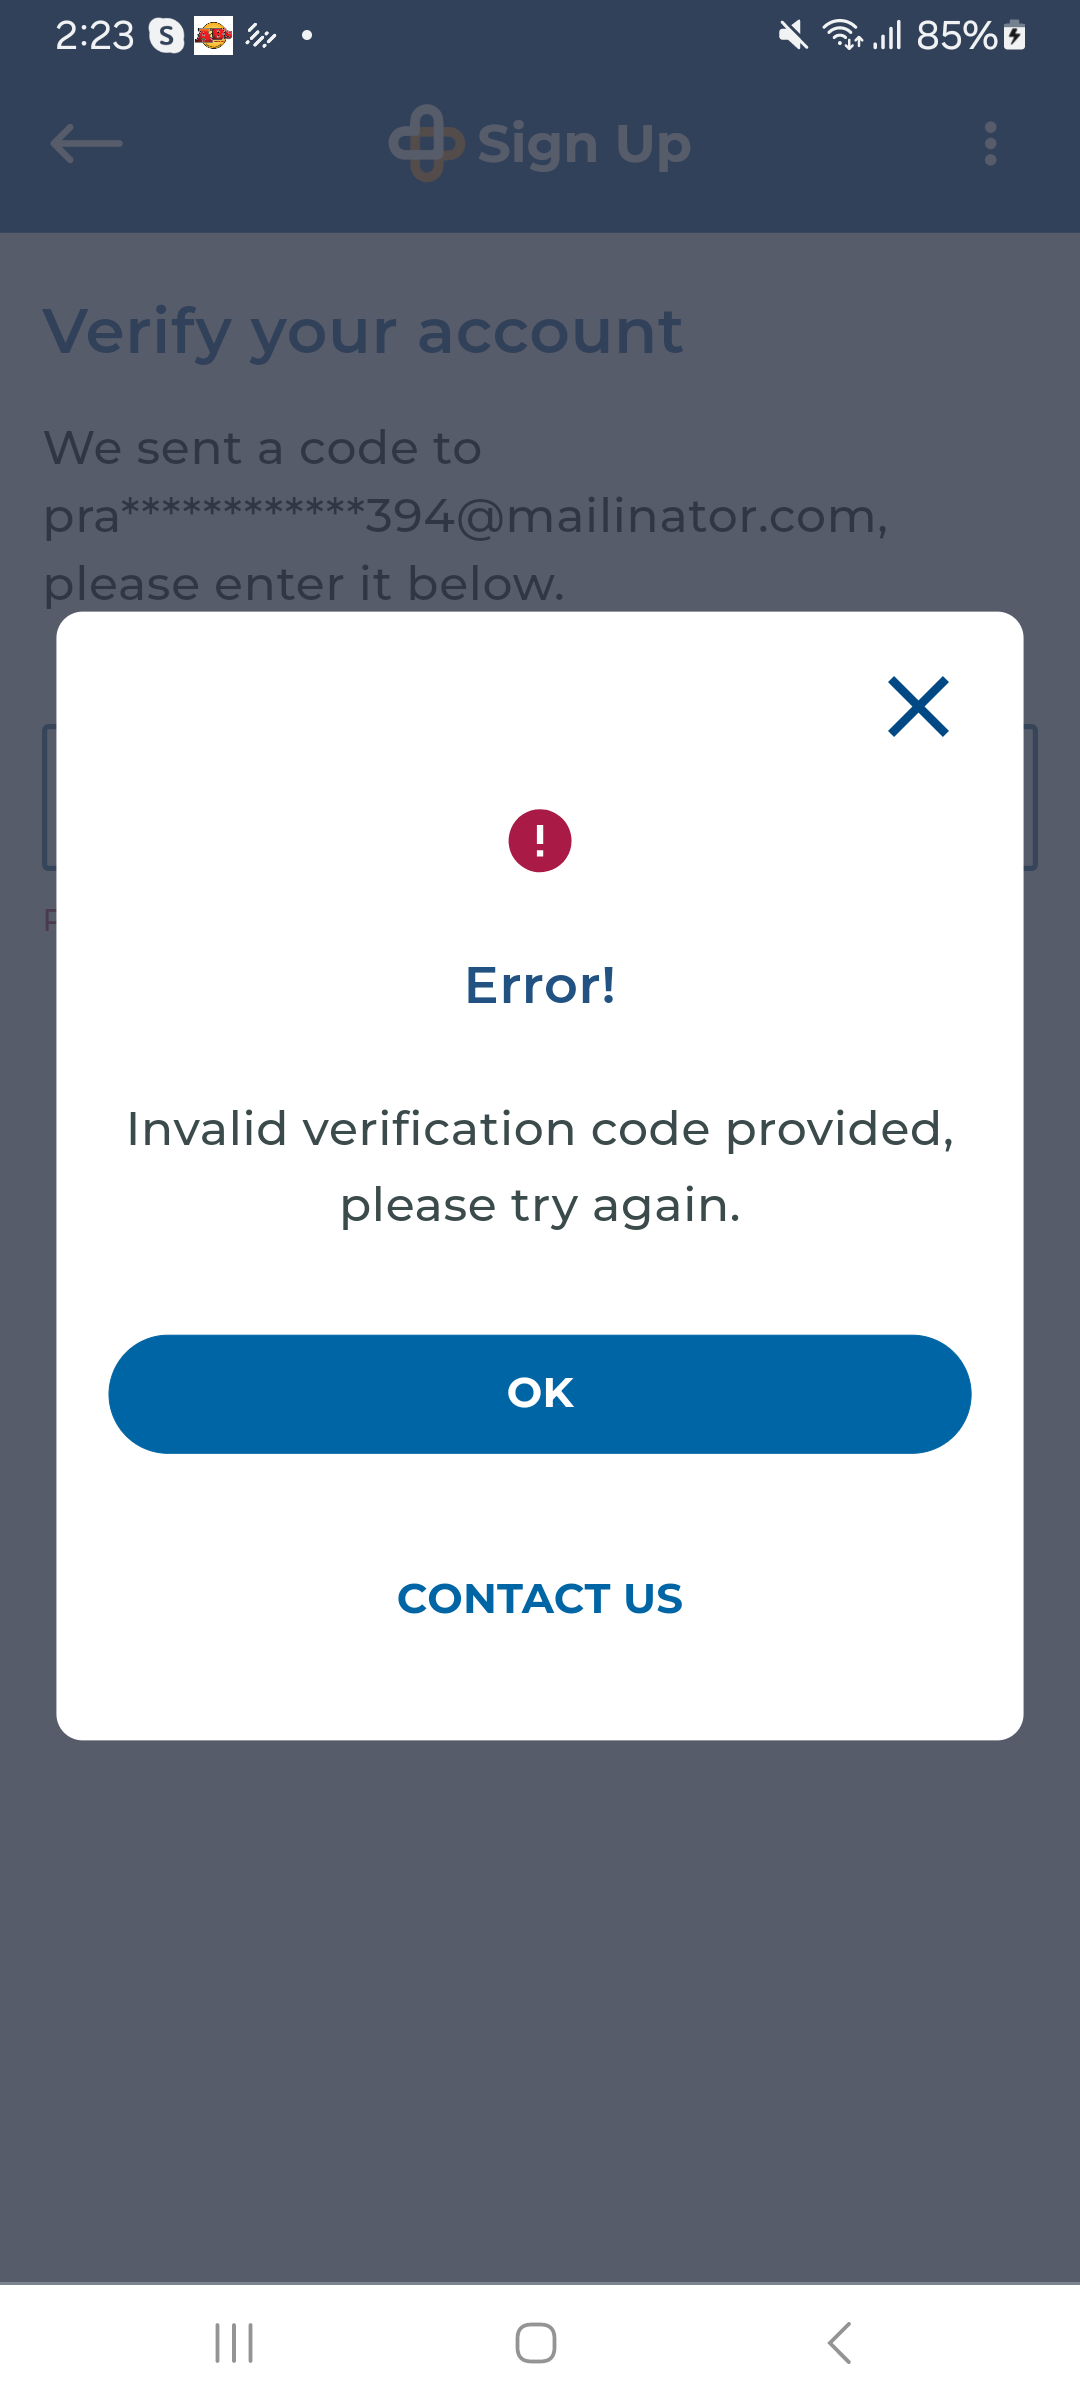 2:23 S 85%
Sign Up
Verify your account
We sent a code to
pra************394@mailinator.com,
please enter it below.
Error!
Invalid verification code provided,
please try again.
OK
CONTACT US